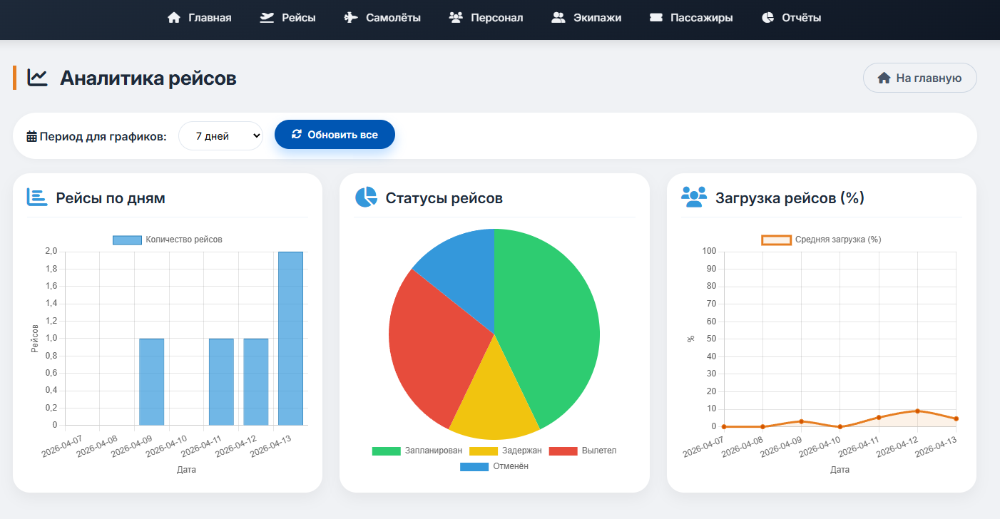 Главная Рейсы Самолёты Персонал Экипажи Пассажиры Отчёты
Аналитика рейсов
На главную
Период для графиков: 7 дней Обновить все
Рейсы по дням
Количество рейсов
2,0
1,8
1,6
1,4
1,2
1,0
0,8
0,6
0,4
0,2
0
Рейсов
2026-04-07 2026-04-08 2026-04-09 2026-04-10 2026-04-11 2026-04-12 2026-04-13
Дата
Статусы рейсов
Запланирован Задержан Вылетел
Отменён
Загрузка рейсов (%)
Средняя загрузка (%)
100
90
80
70
60
50
40
30
20
10
0
%
2026-04-07 2026-04-08 2026-04-09 2026-04-10 2026-04-11 2026-04-12 2026-04-13
Дата